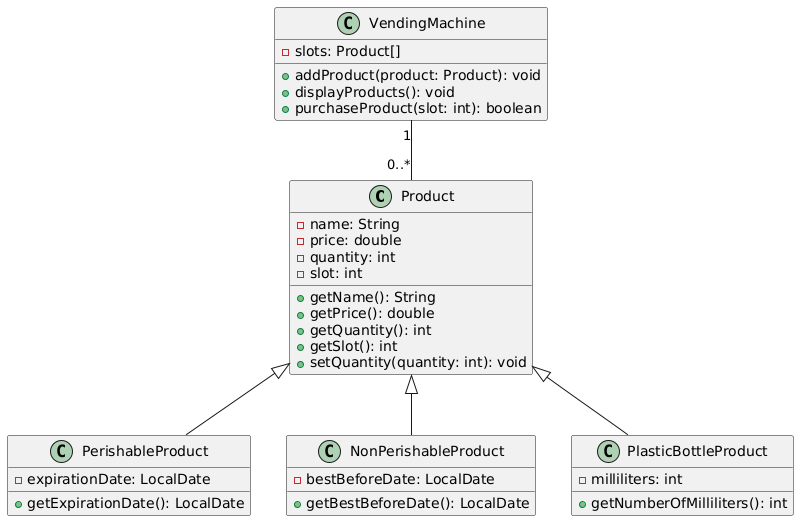 VendingMachine
slots: Product[]
addProduct(product: Product): void
displayProducts(): void
purchaseProduct(slot: int): boolean
1
0..*
Product
name: String
price: double
quantity: int
slot: int
getName(): String
getPrice(): double
getQuantity(): int
getSlot(): int
setQuantity(quantity: int): void
PerishableProduct
expirationDate: LocalDate
getExpirationDate(): LocalDate
NonPerishableProduct
bestBeforeDate: LocalDate
getBestBeforeDate(): LocalDate
PlasticBottleProduct
milliliters: int
getNumberOfMilliliters(): int